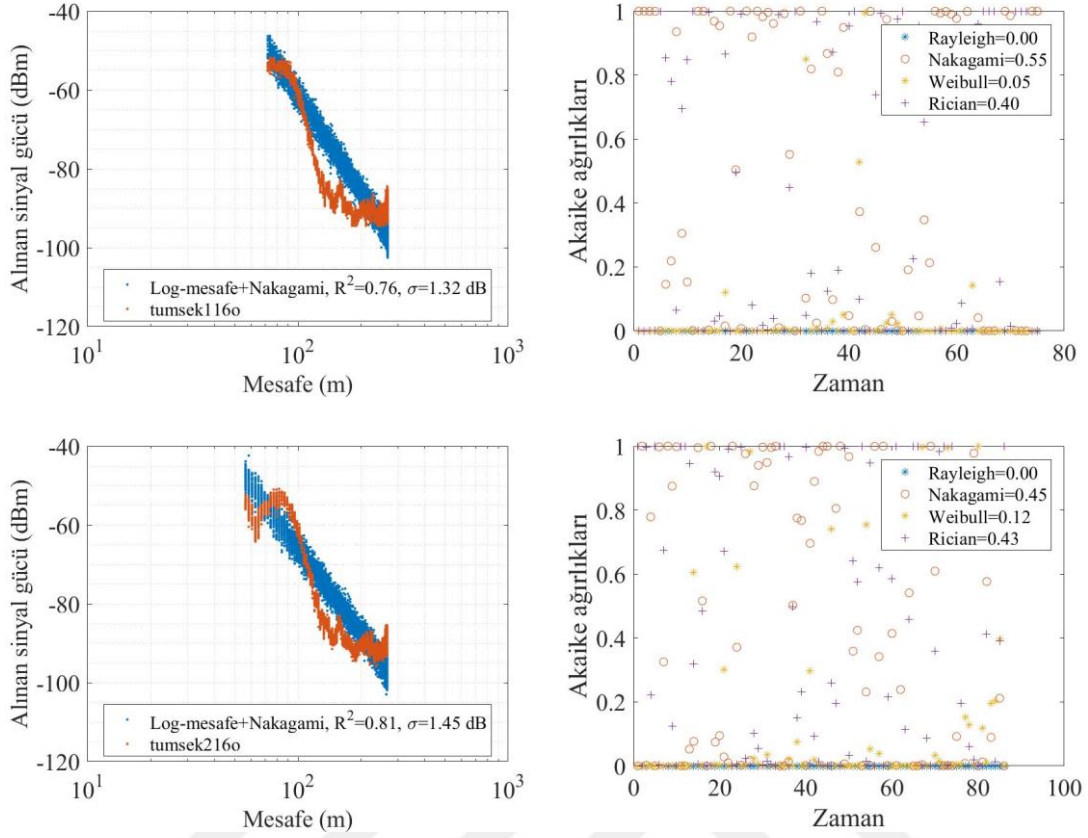 -40
-60
-80
-100
-120
Alınan sinyal gücü (dBm)
Log-mesafe+Nakagami, R²=0.76, σ=1.32 dB
tumsek116o
10¹ 10² 10³
Mesafe (m)
1
0.8
0.6
0.4
0.2
0
Akaike ağırlıkları
Rayleigh=0.00
Nakagami=0.55
Weibull=0.05
Rician=0.40
0 20 40 60 80
Zaman
-40
-60
-80
-100
-120
Alınan sinyal gücü (dBm)
Log-mesafe+Nakagami, R²=0.81, σ=1.45 dB
tumsek216o
10¹ 10² 10³
Mesafe (m)
1
0.8
0.6
0.4
0.2
0
Akaike ağırlıkları
Rayleigh=0.00
Nakagami=0.45
Weibull=0.12
Rician=0.43
0 20 40 60 80 100
Zaman